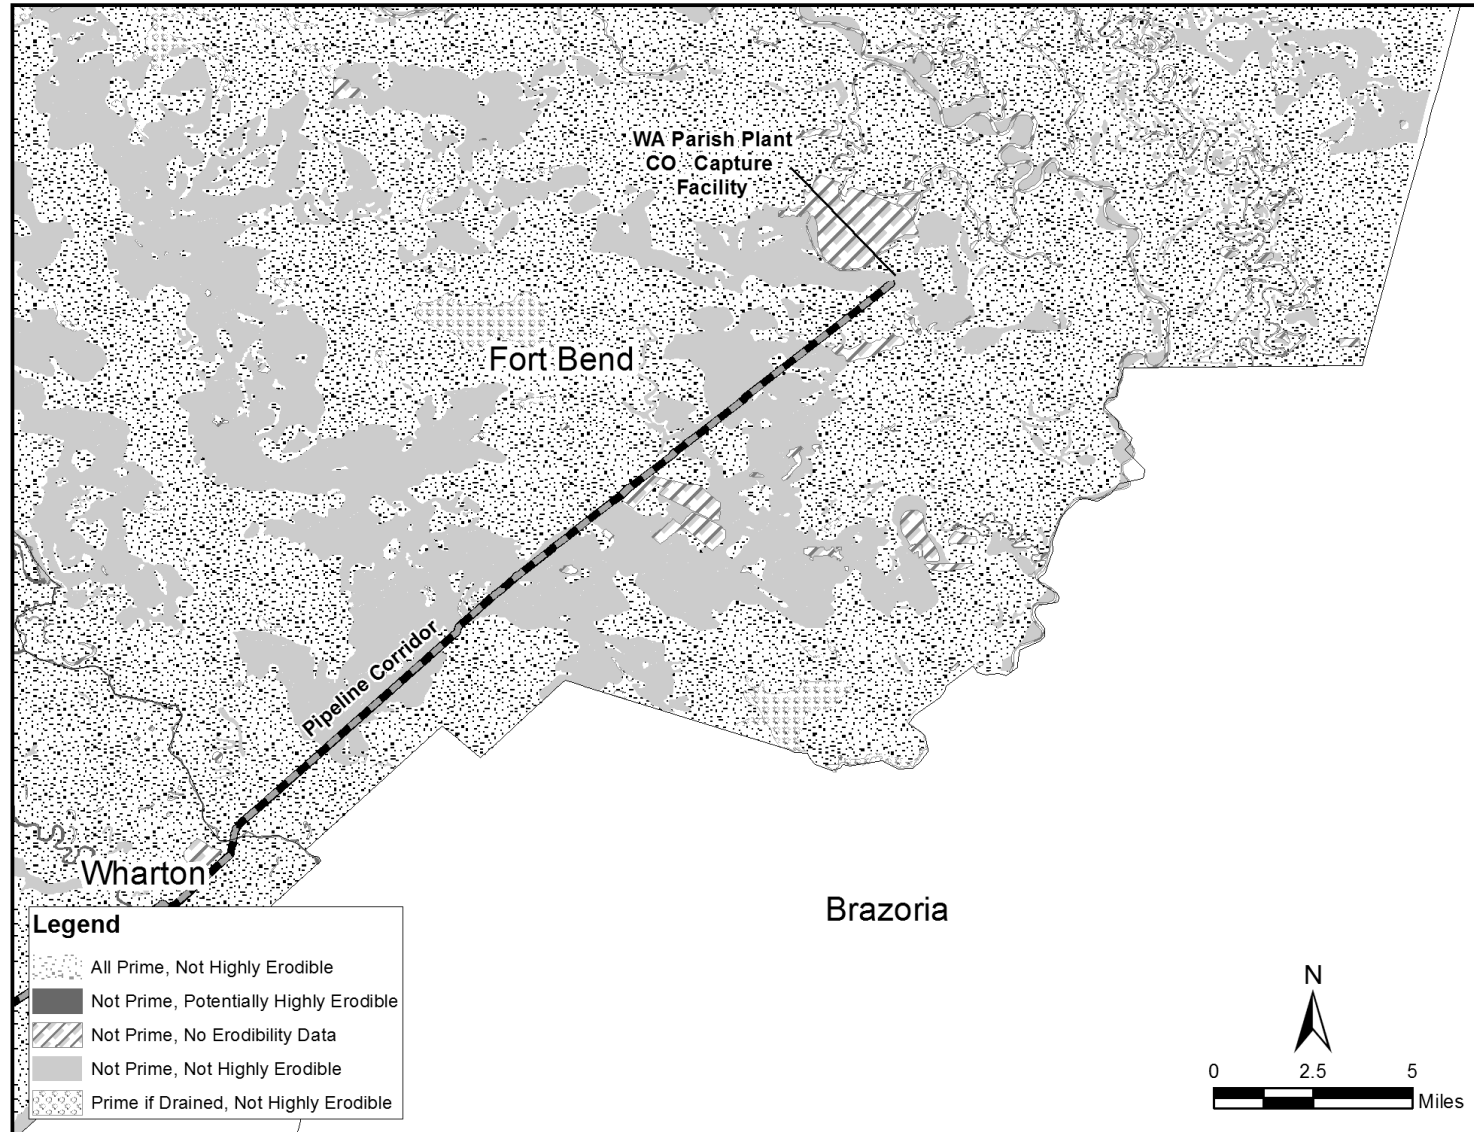 WA Parish Plant
CO Capture
Facility
Fort Bend
Pipeline Corridor
Wharton
Brazoria
Legend
All Prime, Not Highly Erodible
Not Prime, Potentially Highly Erodible
Not Prime, No Erodibility Data
Not Prime, Not Highly Erodible
Prime if Drained, Not Highly Erodible
N
0 2.5 5
Miles